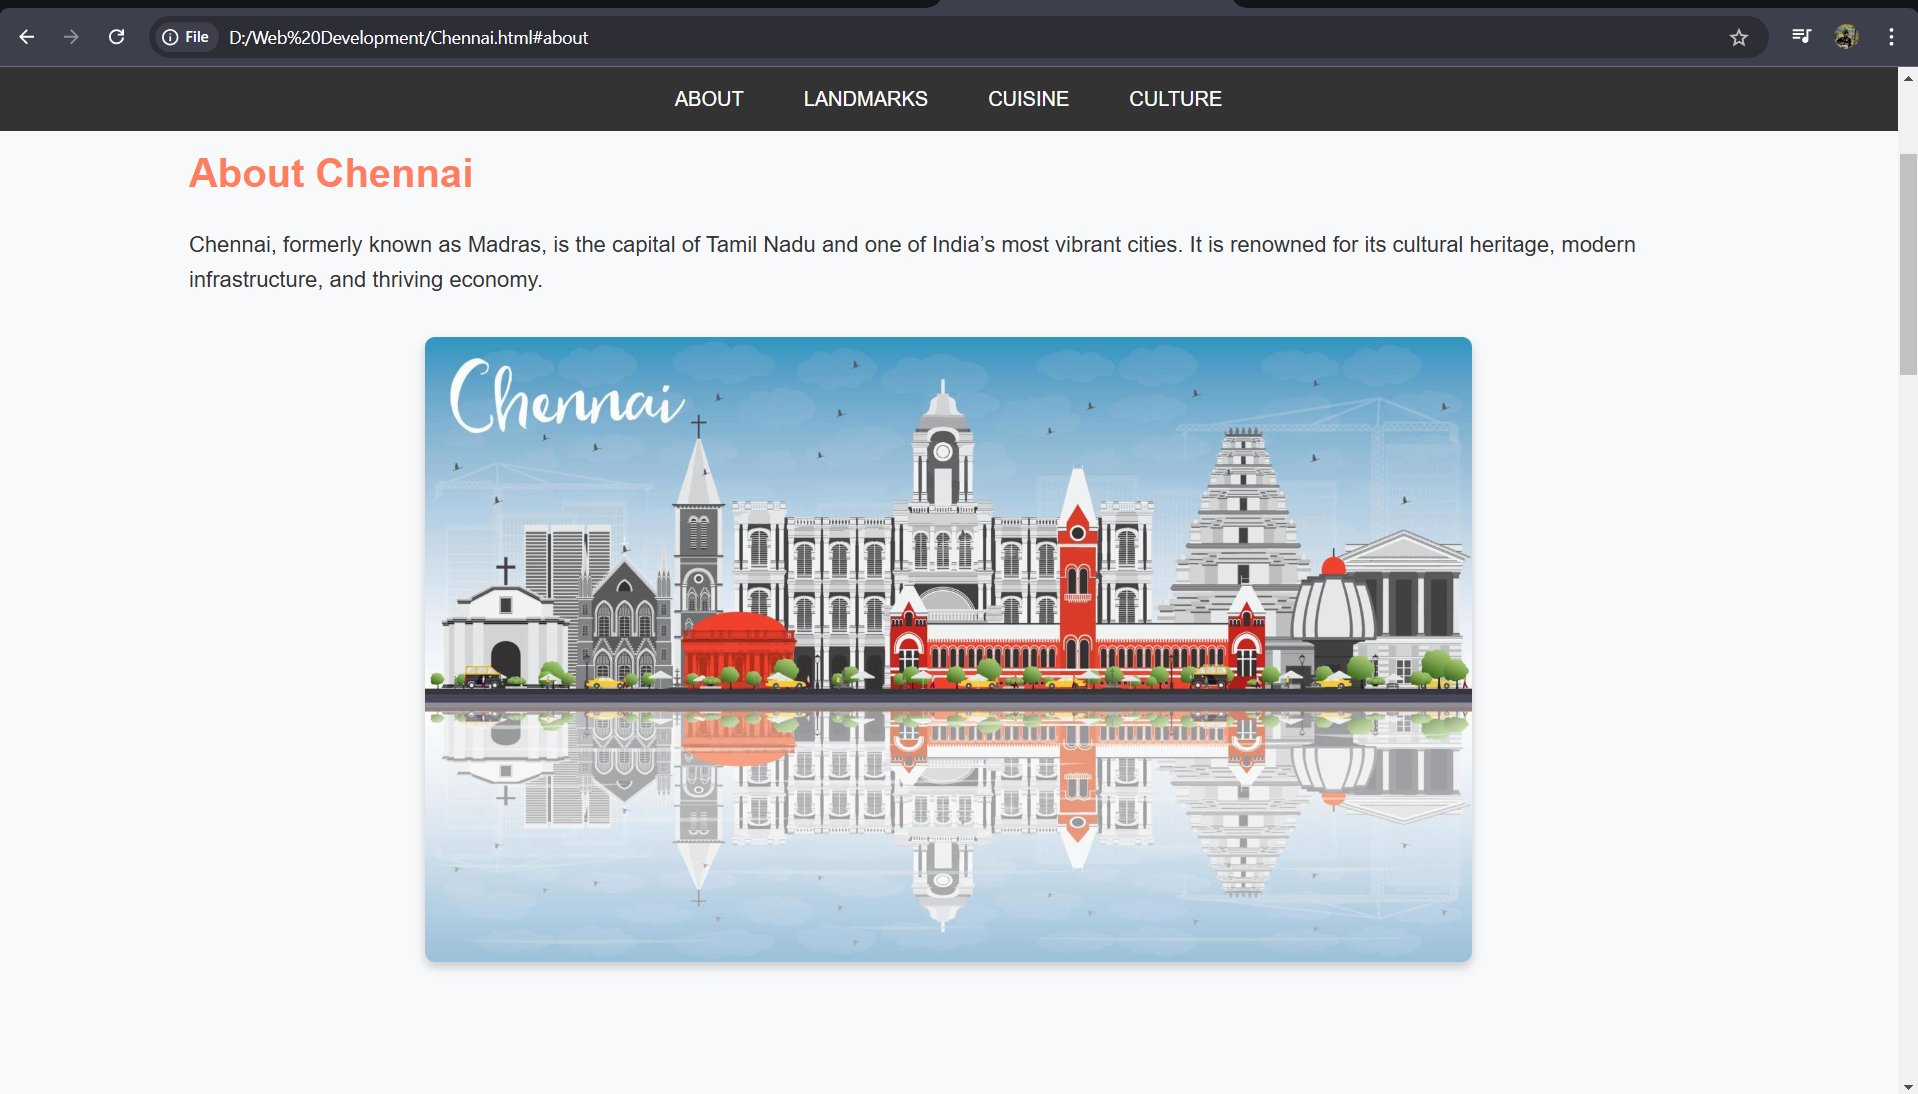 File
D:/Web%20Development/Chennai.html#about
ABOUT LANDMARKS CUISINE CULTURE
About Chennai
Chennai, formerly known as Madras, is the capital of Tamil Nadu and one of India’s most vibrant cities. It is renowned for its cultural heritage, modern
infrastructure, and thriving economy.
Chennai